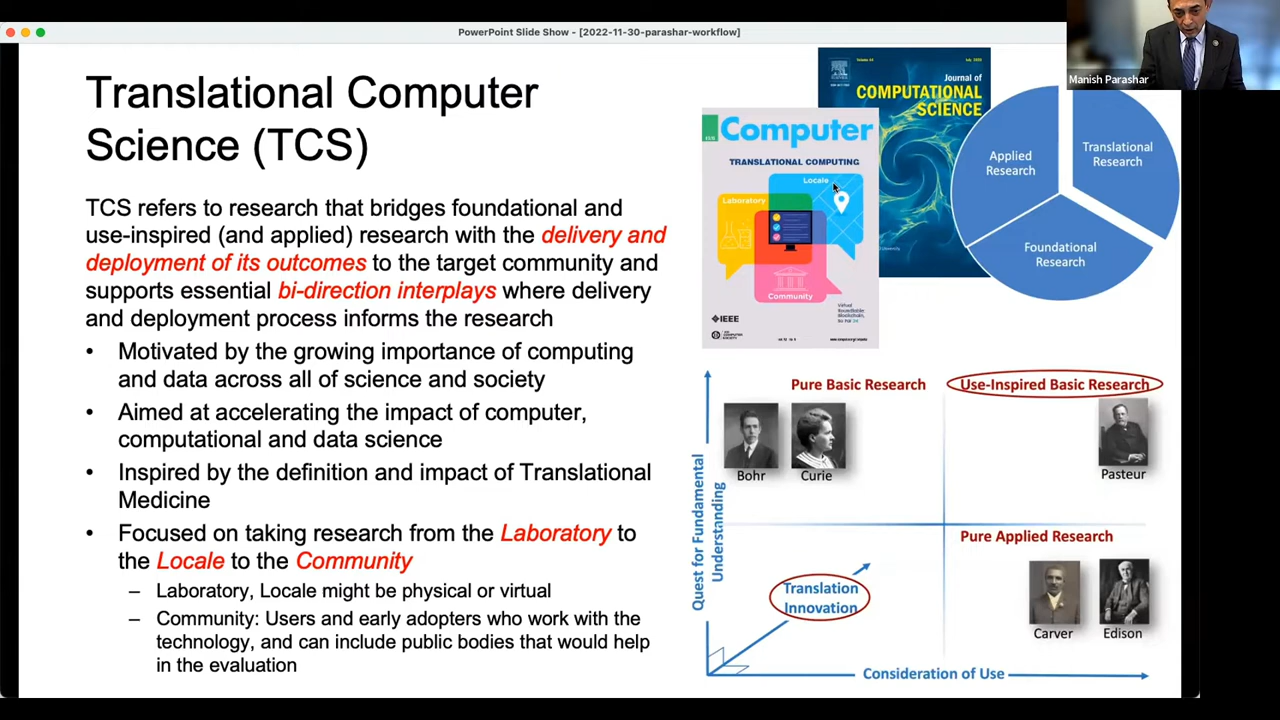 PowerPoint Slide Show - [2022-11-30-parashar-workflow]
Manish Parashar
Translational Computer
Science (TCS)
TCS refers to research that bridges foundational and
use-inspired (and applied) research with the delivery and
deployment of its outcomes to the target community and
supports essential bi-direction interplays where delivery
and deployment process informs the research
• Motivated by the growing importance of computing
and data across all of science and society
• Aimed at accelerating the impact of computer,
computational and data science
• Inspired by the definition and impact of Translational
Medicine
• Focused on taking research from the Laboratory to
the Locale to the Community
– Laboratory, Locale might be physical or virtual
– Community: Users and early adopters who work with the
technology, and can include public bodies that would help
in the evaluation
Journal of
COMPUTATIONAL
SCIENCE
Computer
TRANSLATIONAL COMPUTING
Locale
Laboratory
Community
IEEE
Applied
Research
Translational
Research
Foundational
Research
Pure Basic Research
Use-Inspired Basic Research
Bohr
Curie
Pasteur
Quest for Fundamental
Understanding
Pure Applied Research
Translation
Innovation
Carver
Edison
Consideration of Use